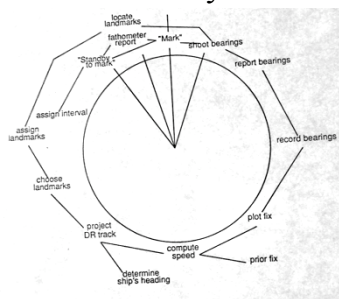 locate
landmarks
fathometer
report
"Mark"
shoot bearings
"Standby
to mark"
report bearings
assign interval
assign
landmarks
record bearings
choose
landmarks
plot fix
project
DR track
compute
speed
prior fix
determine
ship's heading